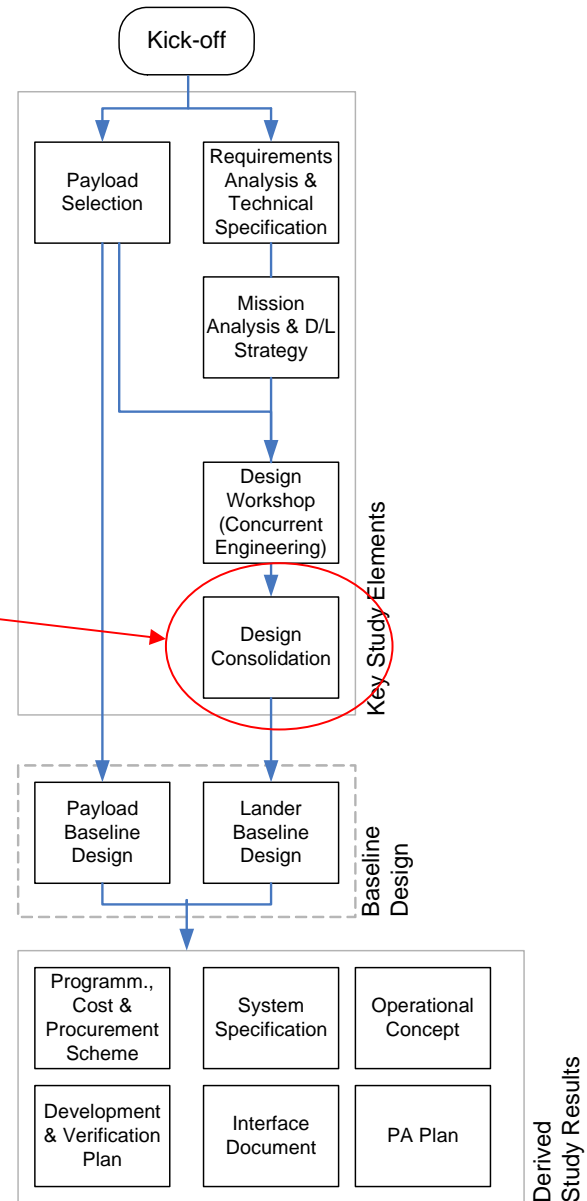 Kick-off
Payload
Selection
Requirements
Analysis &
Technical
Specification
Mission
Analysis & D/L
Strategy
Design
Workshop
(Concurrent
Engineering)
Design
Consolidation
Key Study Elements
Payload
Baseline
Design
Lander
Baseline
Design
Baseline
Design
Programm.,
Cost &
Procurement
Scheme
System
Specification
Operational
Concept
Development
& Verification
Plan
Interface
Document
PA Plan
Derived
Study Results